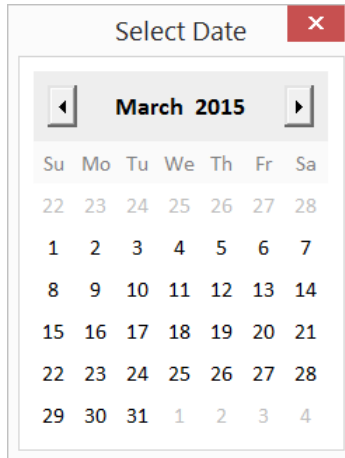 Select Date
March 2015
Su Mo Tu We Th Fr Sa
22 23 24 25 26 27 28
1 2 3 4 5 6 7
8 9 10 11 12 13 14
15 16 17 18 19 20 21
22 23 24 25 26 27 28
29 30 31 1 2 3 4